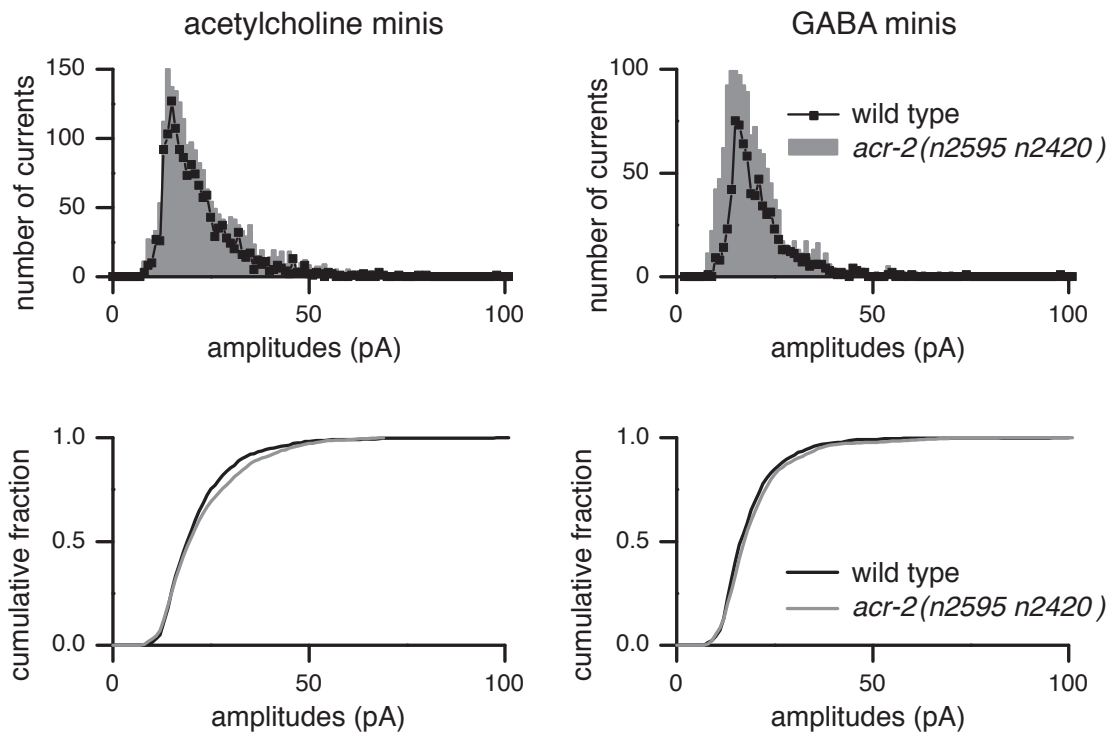 acetylcholine minis
number of currents
150
100
50
0
0 50 100
amplitudes (pA)
GABA minis
number of currents
100
50
0
wild type
acr-2(n2595 n2420)
0 50 100
amplitudes (pA)
cumulative fraction
1.0
0.5
0.0
0 50 100
amplitudes (pA)
cumulative fraction
1.0
0.5
0.0
wild type
acr-2(n2595 n2420)
0 50 100
amplitudes (pA)